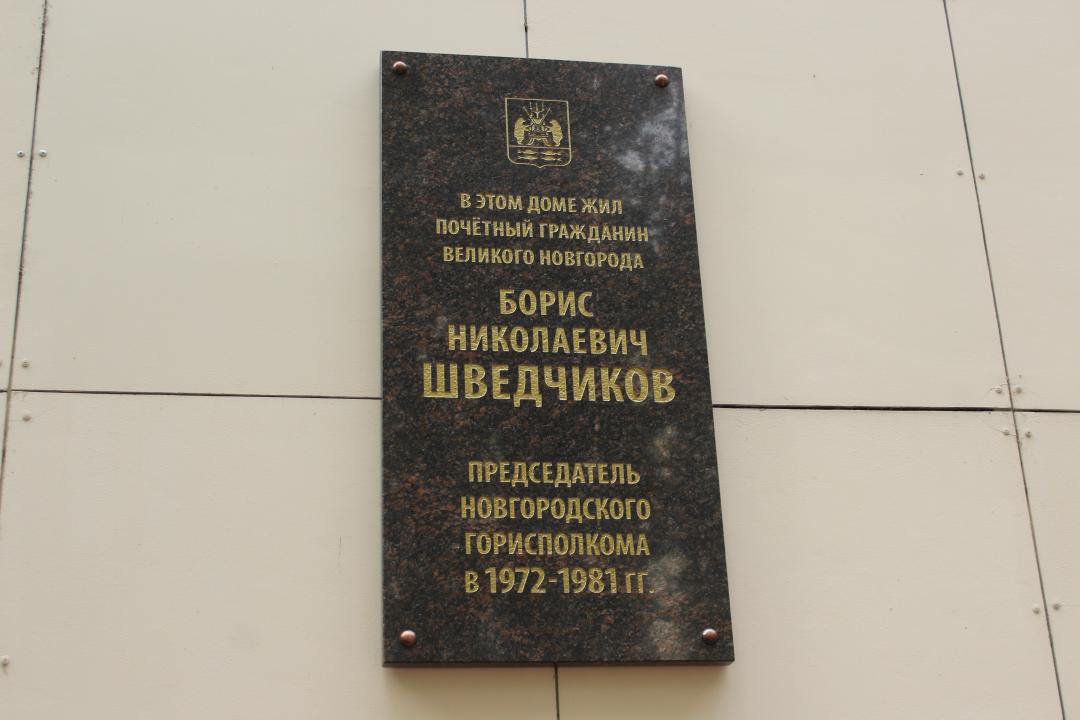 В ЭТОМ ДОМЕ ЖИЛ
ПОЧЁТНЫЙ ГРАЖДАНИН
ВЕЛИКОГО НОВГОРОДА
БОРИС
НИКОЛАЕВИЧ
ШВЕДЧИКОВ
ПРЕДСЕДАТЕЛЬ
НОВГОРОДСКОГО
ГОРИСПОЛКОМА
В 1972-1981 ГГ.